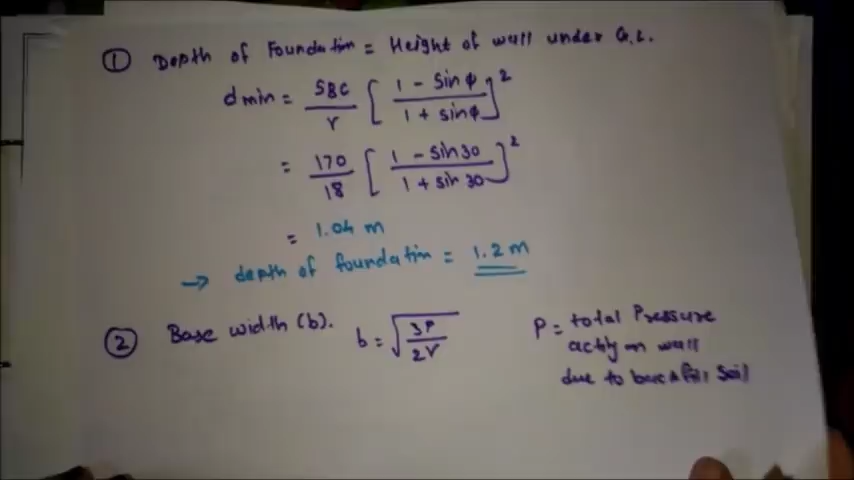 ① Depth of Foundation = Height of wall under G.L.
d min = SBC / γ [ 1 - sin φ / 1 + sin φ ]²
= 170 / 18 [ 1 - sin 30 / 1 + sin 30 ]²
= 1.04 m
→ depth of foundation = 1.2 m
② Base width (b). b = √ 3P / 2γ
P = total Pressure
acting on wall
due to backfill soil